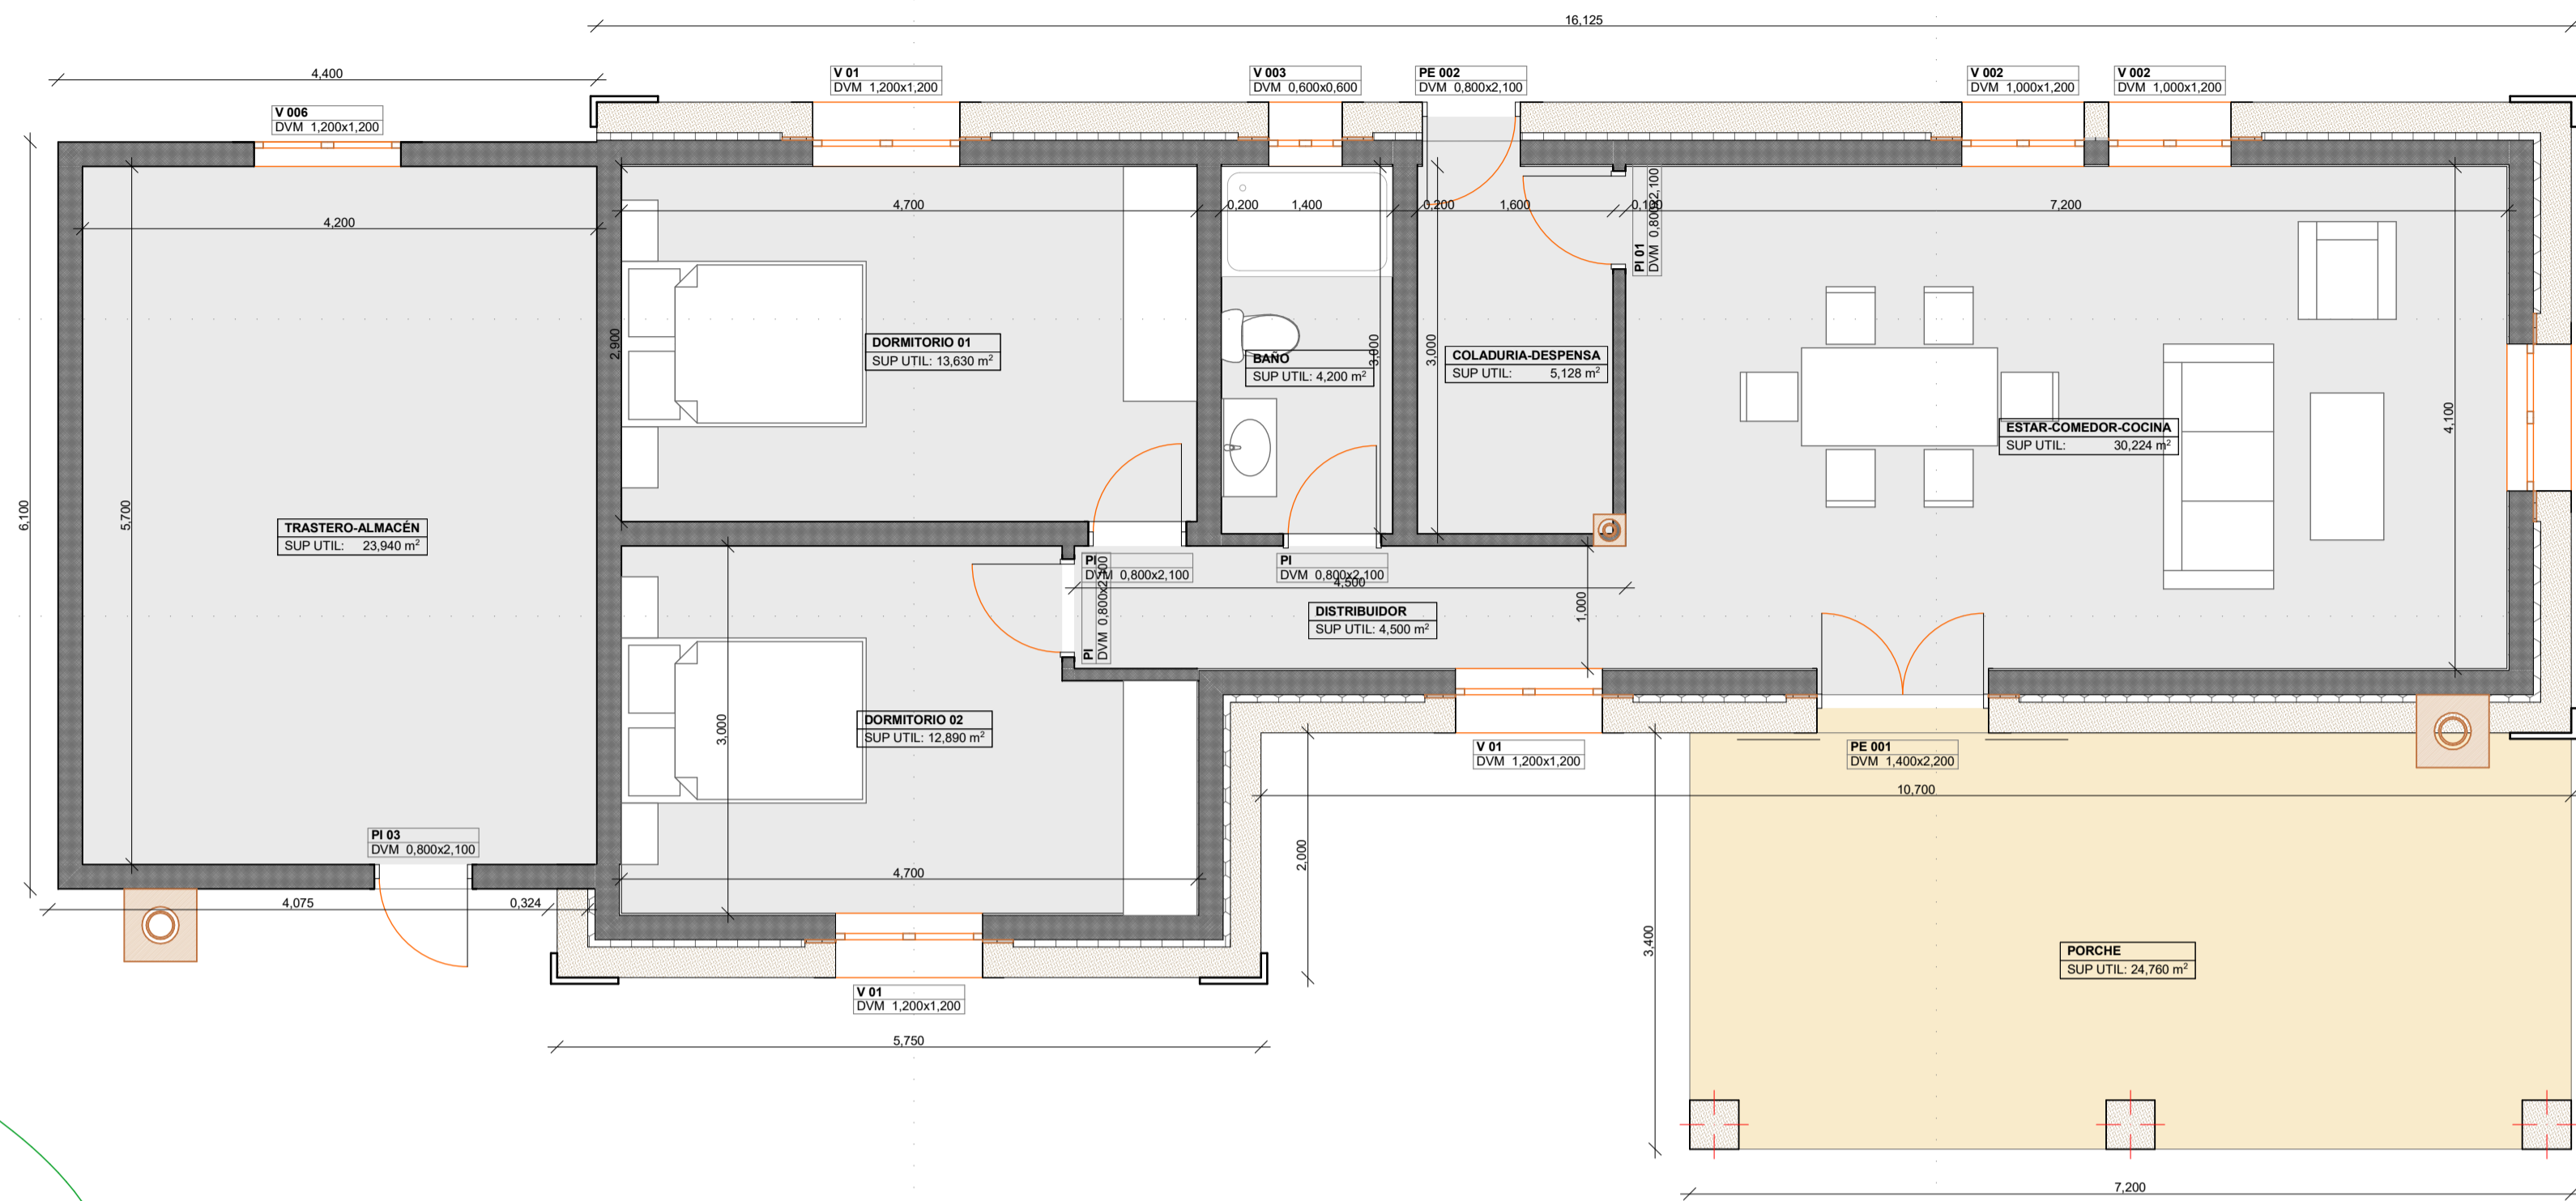 16,125
4,400
V 01
DVM 1,200x1,200
V 003
DVM 0,600x0,600
PE 002
DVM 0,800x2,100
V 002
DVM 1,000x1,200
V 002
DVM 1,000x1,200
V 006
DVM 1,200x1,200
4,200
4,700
0,200
1,400
0,200
1,600
0,100
7,200
PI 01
DVM 0,800x2,100
6,100
5,700
2,900
DORMITORIO 01
SUP UTIL: 13,630 m²
BAÑO
SUP UTIL: 4,200 m²
3,000
3,000
COLADURIA-DESPENSA
SUP UTIL: 5,128 m²
ESTAR-COMEDOR-COCINA
SUP UTIL: 30,224 m²
4,100
TRASTERO-ALMACÉN
SUP UTIL: 23,940 m²
PI
DVM 0,800x2,100
PI
DVM 0,800x2,100
PI
DVM 0,800x2,100
4,500
1,000
DISTRIBUIDOR
SUP UTIL: 4,500 m²
DORMITORIO 02
SUP UTIL: 12,890 m²
3,000
V 01
DVM 1,200x1,200
PE 001
DVM 1,400x2,200
10,700
PI 03
DVM 0,800x2,100
4,700
2,000
4,075
0,324
3,400
PORCHE
SUP UTIL: 24,760 m²
V 01
DVM 1,200x1,200
5,750
7,200